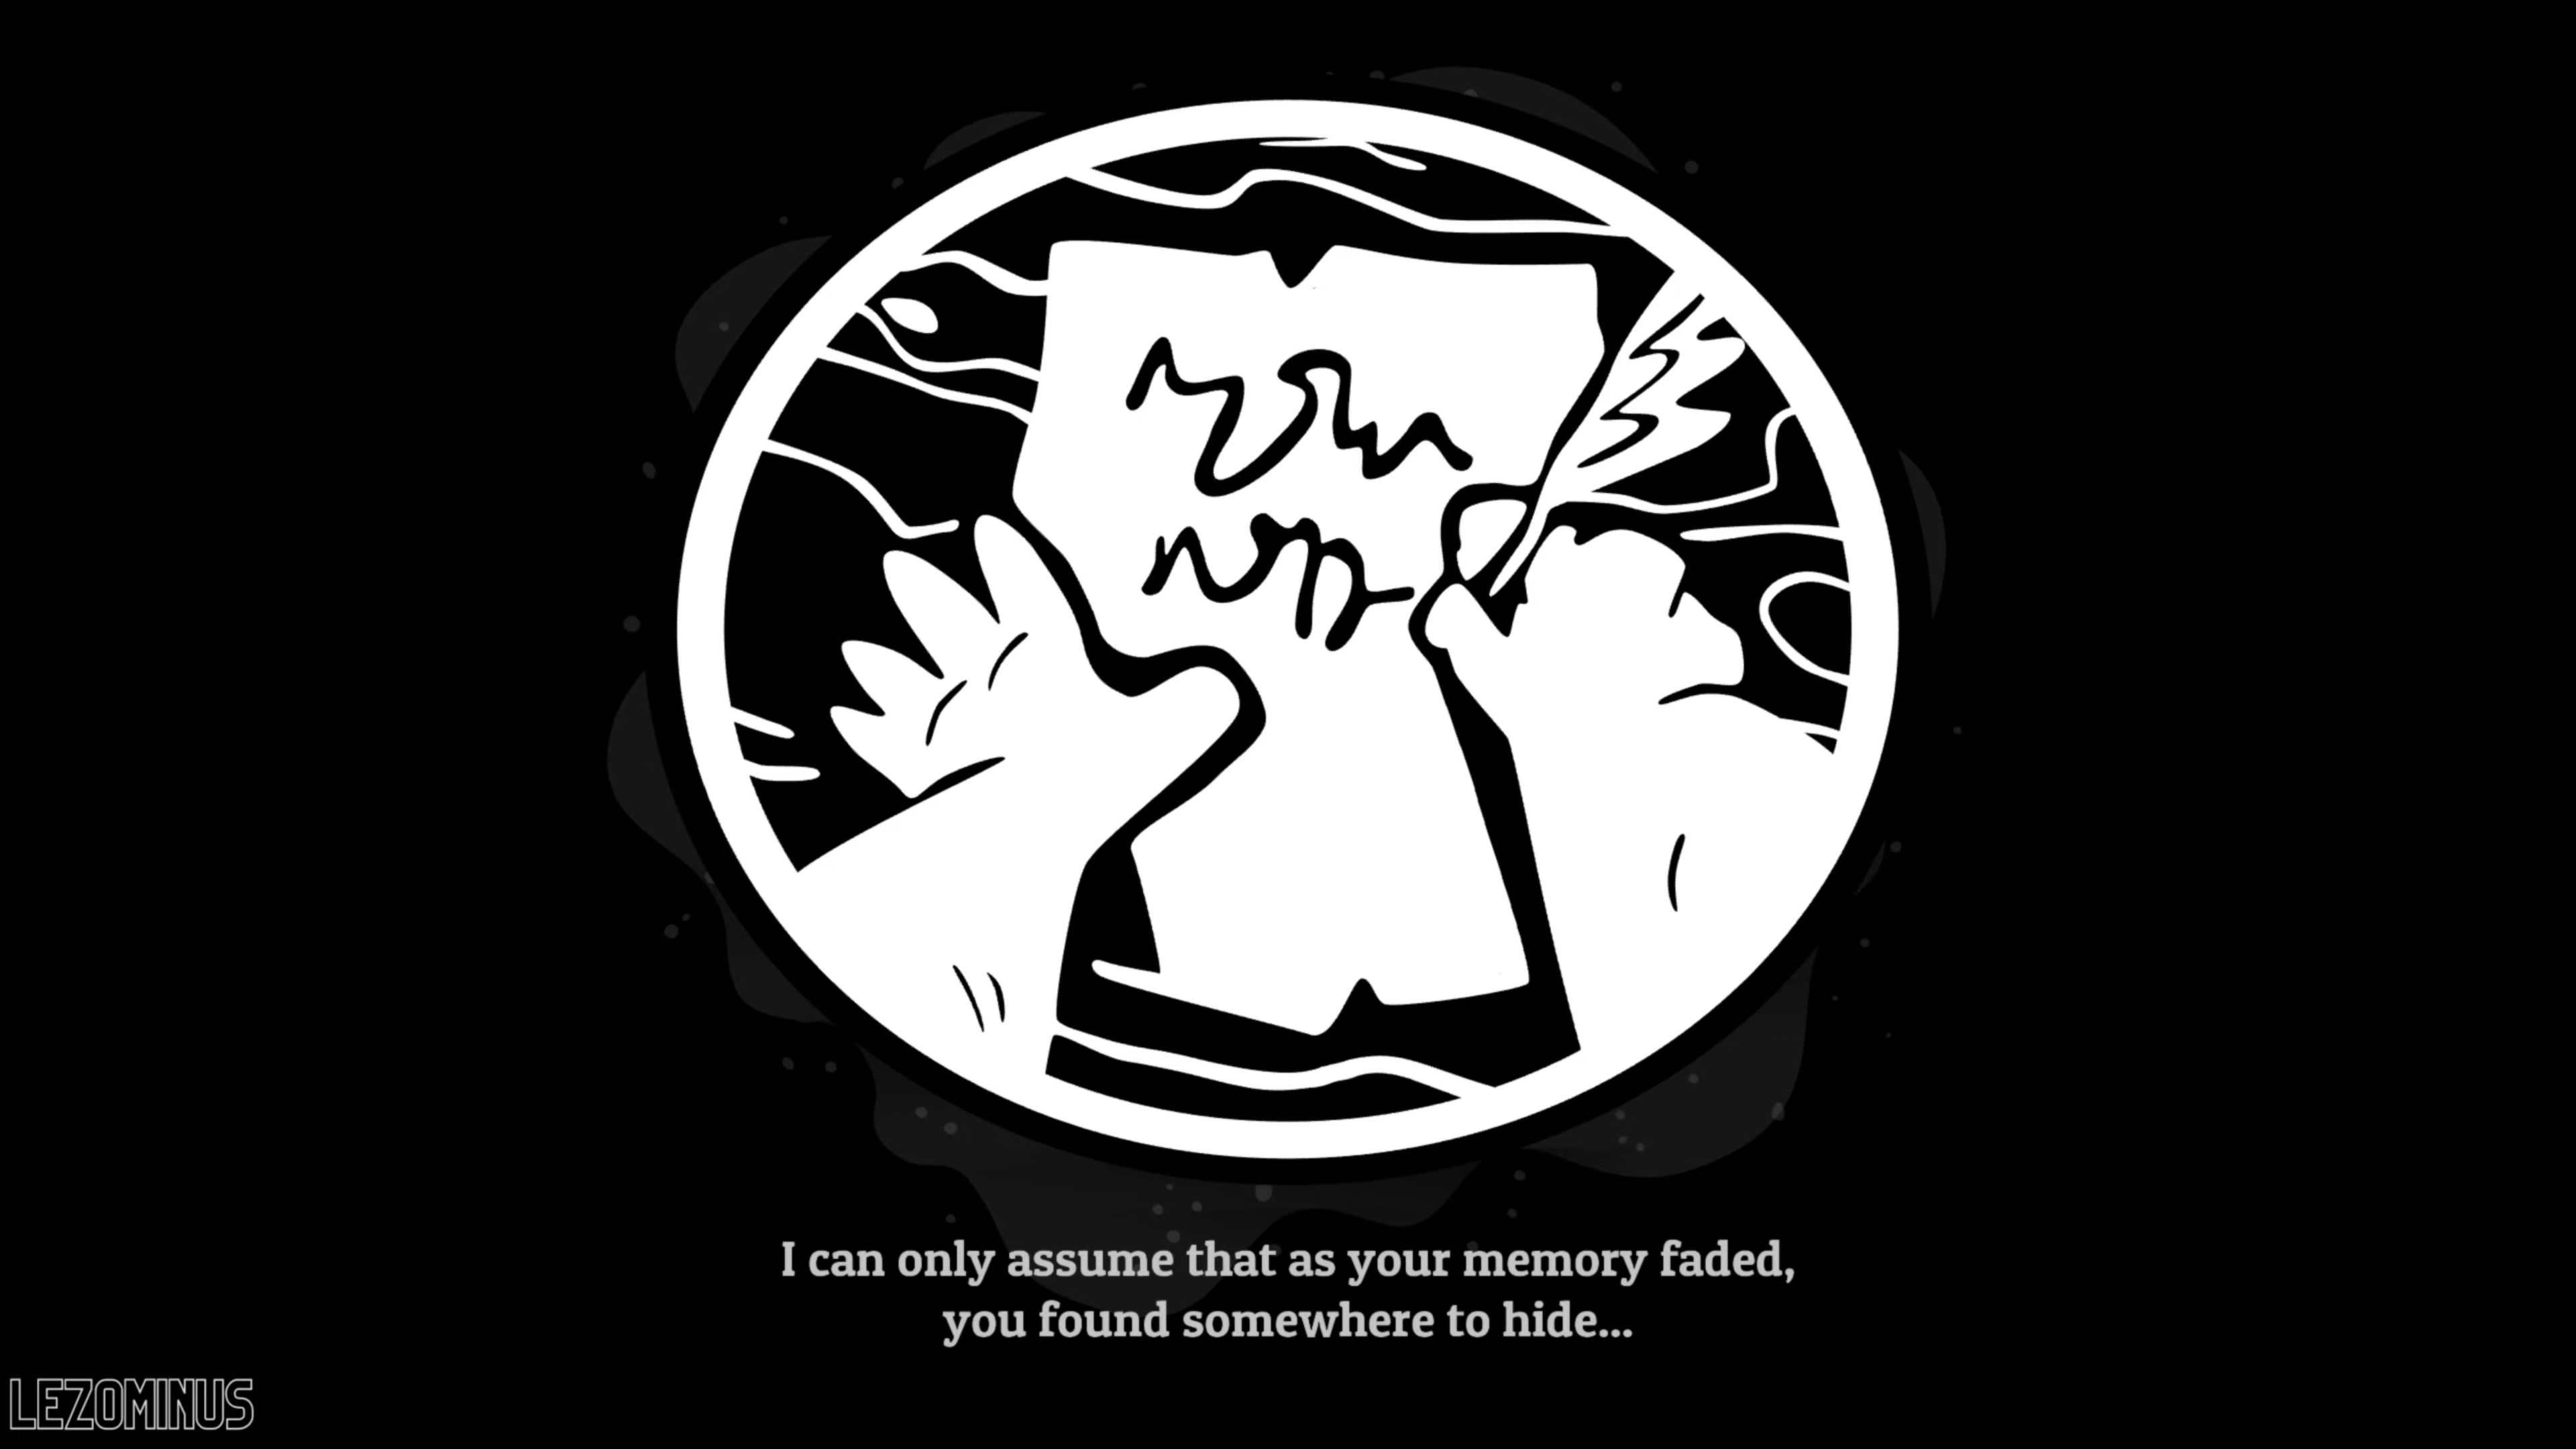 I can only assume that as your memory faded,
you found somewhere to hide...
LEZOMINUS